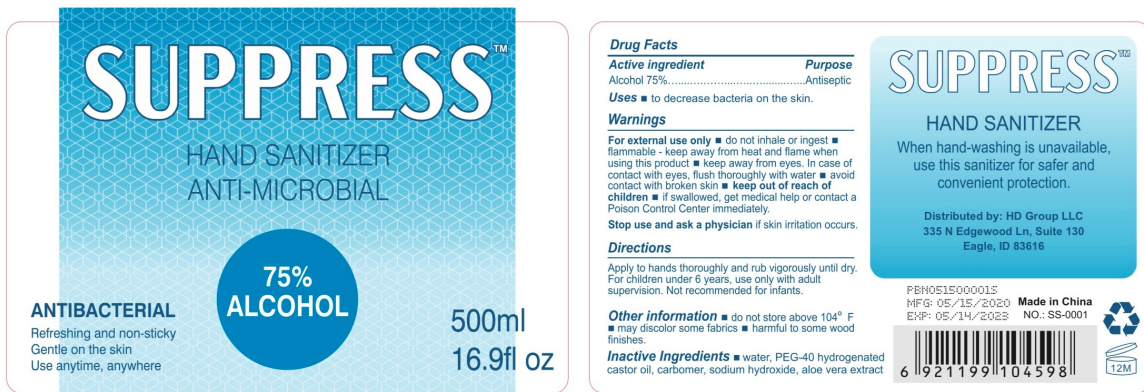 SUPPRESS™
HAND SANITIZER
ANTI-MICROBIAL
75%
ALCOHOL
ANTIBACTERIAL
Refreshing and non-sticky
Gentle on the skin
Use anytime, anywhere
500ml
16.9fl oz
Drug Facts
Active ingredient Purpose
Alcohol 75%..................................Antiseptic
Uses ■ to decrease bacteria on the skin.
Warnings
For external use only ■ do not inhale or ingest ■
flammable - keep away from heat and flame when
using this product ■ keep away from eyes. In case of
contact with eyes, flush thoroughly with water ■ avoid
contact with broken skin ■ keep out of reach of
children ■ if swallowed, get medical help or contact a
Poison Control Center immediately.
Stop use and ask a physician if skin irritation occurs.
Directions
Apply to hands thoroughly and rub vigorously until dry.
For children under 6 years, use only with adult
supervision. Not recommended for infants.
Other information ■ do not store above 104° F
■ may discolor some fabrics ■ harmful to some wood
finishes.
Inactive Ingredients ■ water, PEG-40 hydrogenated
castor oil, carbomer, sodium hydroxide, aloe vera extract
SUPPRESS™
HAND SANITIZER
When hand-washing is unavailable,
use this sanitizer for safer and
convenient protection.
Distributed by: HD Group LLC
335 N Edgewood Ln, Suite 130
Eagle, ID 83616
PBN051500001S
MFG: 05/15/2020
EXP: 05/14/2023
Made in China
NO.: SS-0001
6 921199 104598
12M